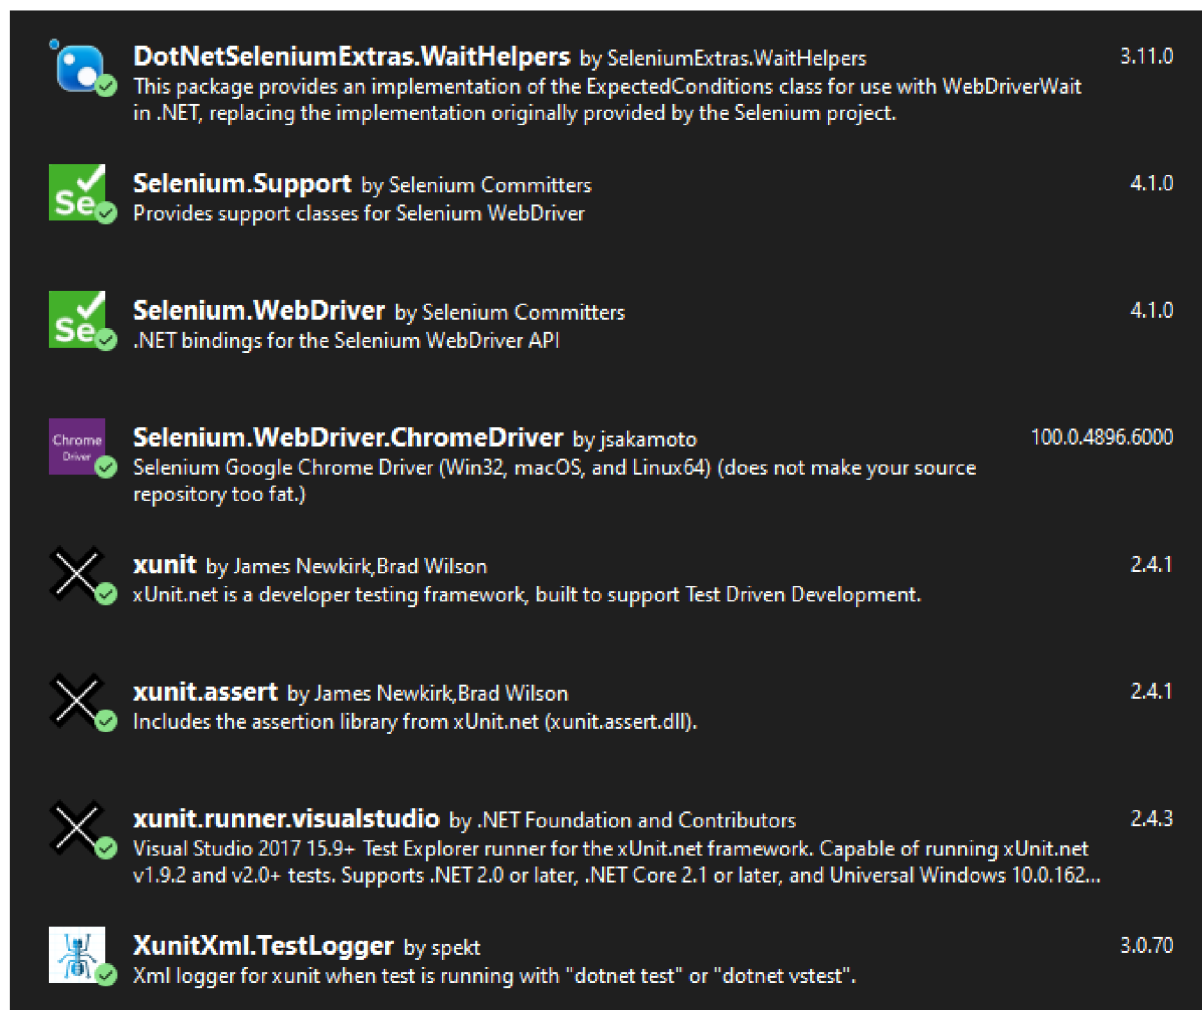 DotNetSeleniumExtras.WaitHelpers by SeleniumExtras.WaitHelpers 3.11.0
This package provides an implementation of the ExpectedConditions class for use with WebDriverWait
in .NET, replacing the implementation originally provided by the Selenium project.
Se Selenium.Support by Selenium Committers 4.1.0
Provides support classes for Selenium WebDriver
Se Selenium.WebDriver by Selenium Committers 4.1.0
.NET bindings for the Selenium WebDriver API
Chrome
Driver
Selenium.WebDriver.ChromeDriver by jsakamoto 100.0.4896.6000
Selenium Google Chrome Driver (Win32, macOS, and Linux64) (does not make your source
repository too fat.)
xunit by James Newkirk,Brad Wilson 2.4.1
xUnit.net is a developer testing framework, built to support Test Driven Development.
xunit.assert by James Newkirk,Brad Wilson 2.4.1
Includes the assertion library from xUnit.net (xunit.assert.dll).
xunit.runner.visualstudio by .NET Foundation and Contributors 2.4.3
Visual Studio 2017 15.9+ Test Explorer runner for the xUnit.net framework. Capable of running xUnit.net
v1.9.2 and v2.0+ tests. Supports .NET 2.0 or later, .NET Core 2.1 or later, and Universal Windows 10.0.162...
XunitXml.TestLogger by spekt 3.0.70
Xml logger for xunit when test is running with "dotnet test" or "dotnet vstest".